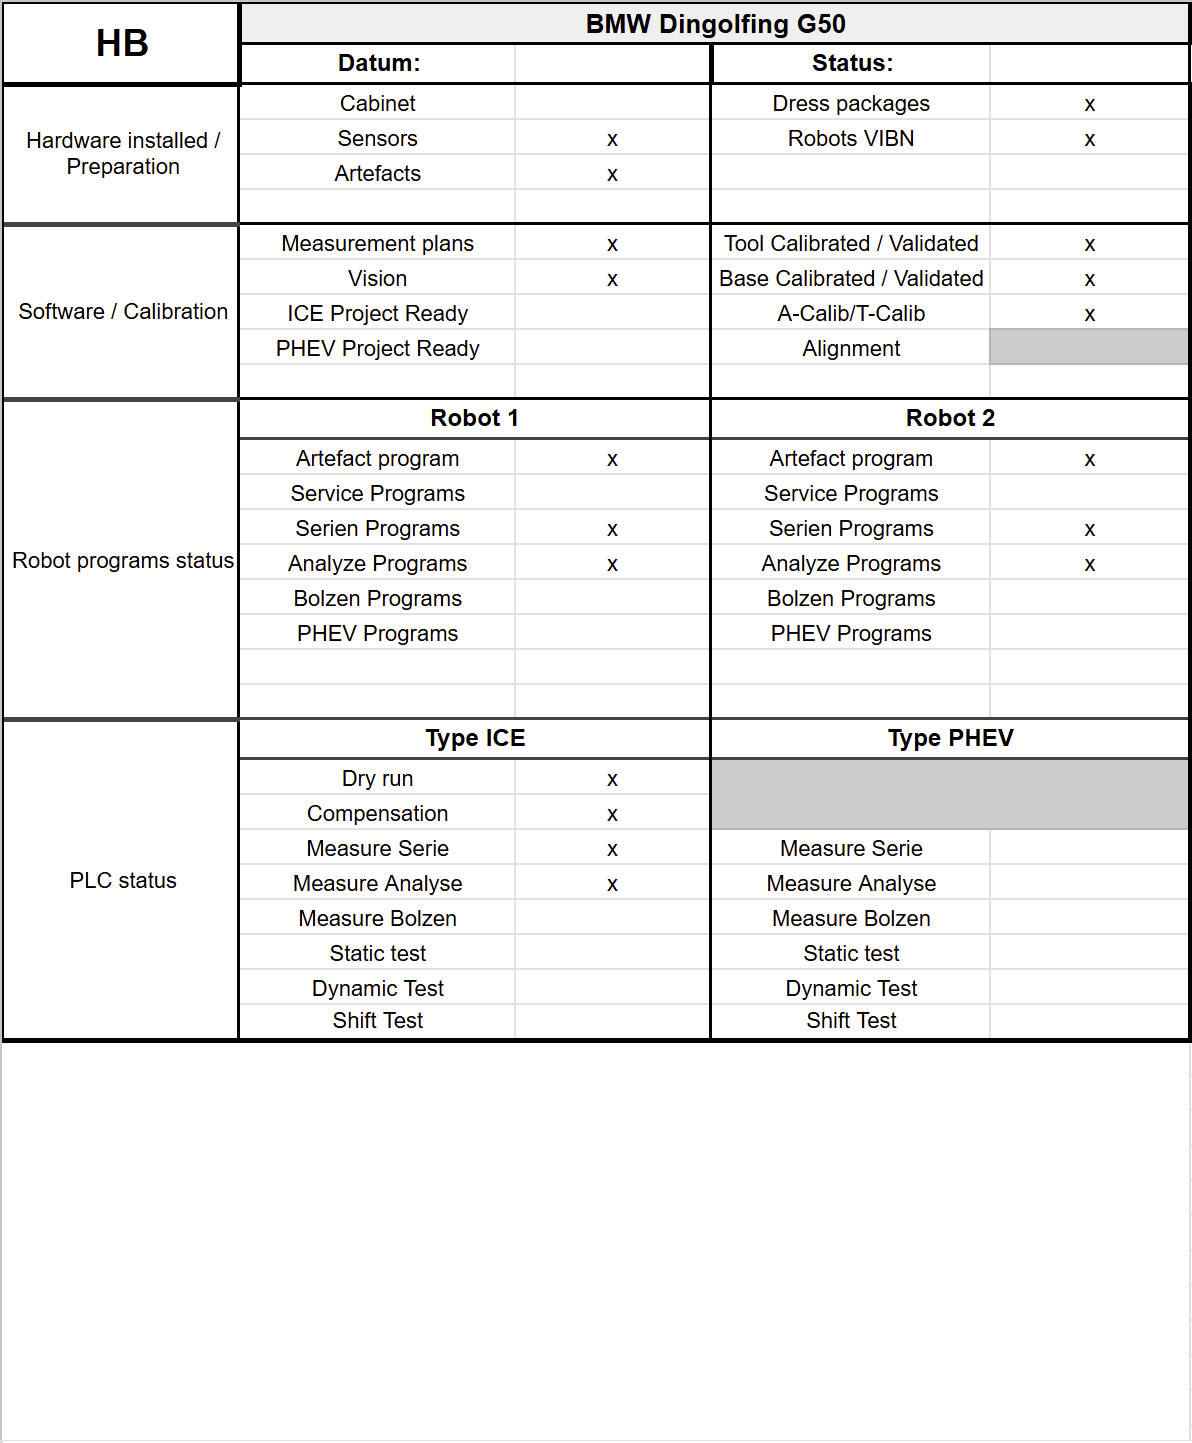 HB
BMW Dingolfing G50
Datum:
Status:
Hardware installed /
Preparation
Cabinet
Dress packages x
Sensors x
Robots VIBN x
Artefacts x
Software / Calibration
Measurement plans x
Tool Calibrated / Validated x
Vision x
Base Calibrated / Validated x
ICE Project Ready
A-Calib/T-Calib x
PHEV Project Ready
Alignment
Robot programs status
Robot 1
Robot 2
Artefact program x
Artefact program x
Service Programs
Service Programs
Serien Programs x
Serien Programs x
Analyze Programs x
Analyze Programs x
Bolzen Programs
Bolzen Programs
PHEV Programs
PHEV Programs
PLC status
Type ICE
Type PHEV
Dry run x
Compensation x
Measure Serie x
Measure Serie
Measure Analyse x
Measure Analyse
Measure Bolzen
Measure Bolzen
Static test
Static test
Dynamic Test
Dynamic Test
Shift Test
Shift Test